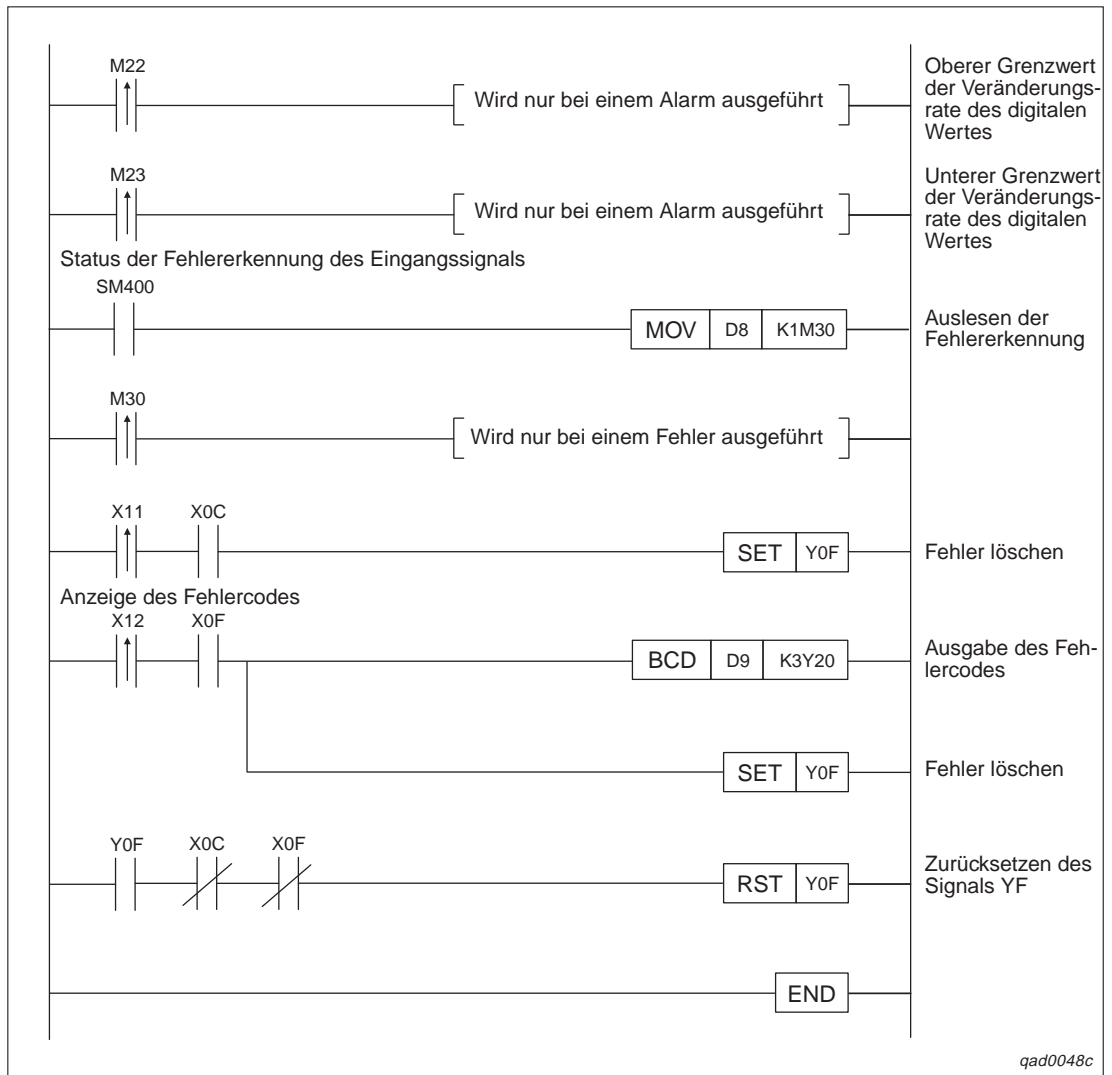 M22
Wird nur bei einem Alarm ausgeführt
Oberer Grenzwert
der Veränderungs-
rate des digitalen
Wertes
M23
Wird nur bei einem Alarm ausgeführt
Unterer Grenzwert
der Veränderungs-
rate des digitalen
Wertes
Status der Fehlererkennung des Eingangssignals
SM400
MOV D8 K1M30
Auslesen der
Fehlererkennung
M30
Wird nur bei einem Fehler ausgeführt
X11 X0C
SET Y0F
Fehler löschen
Anzeige des Fehlercodes
X12 X0F
BCD D9 K3Y20
Ausgabe des Feh-
lercodes
SET Y0F
Fehler löschen
Y0F X0C X0F
RST Y0F
Zurücksetzen des
Signals YF
END
qad0048c